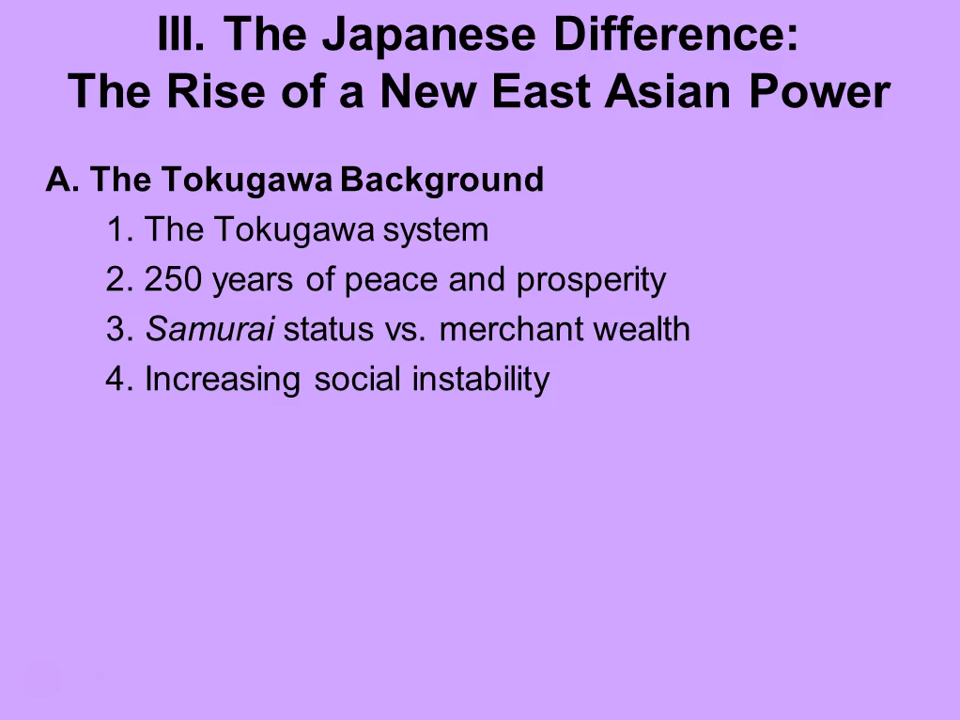 III. The Japanese Difference:
The Rise of a New East Asian Power
A. The Tokugawa Background
1. The Tokugawa system
2. 250 years of peace and prosperity
3. Samurai status vs. merchant wealth
4. Increasing social instability